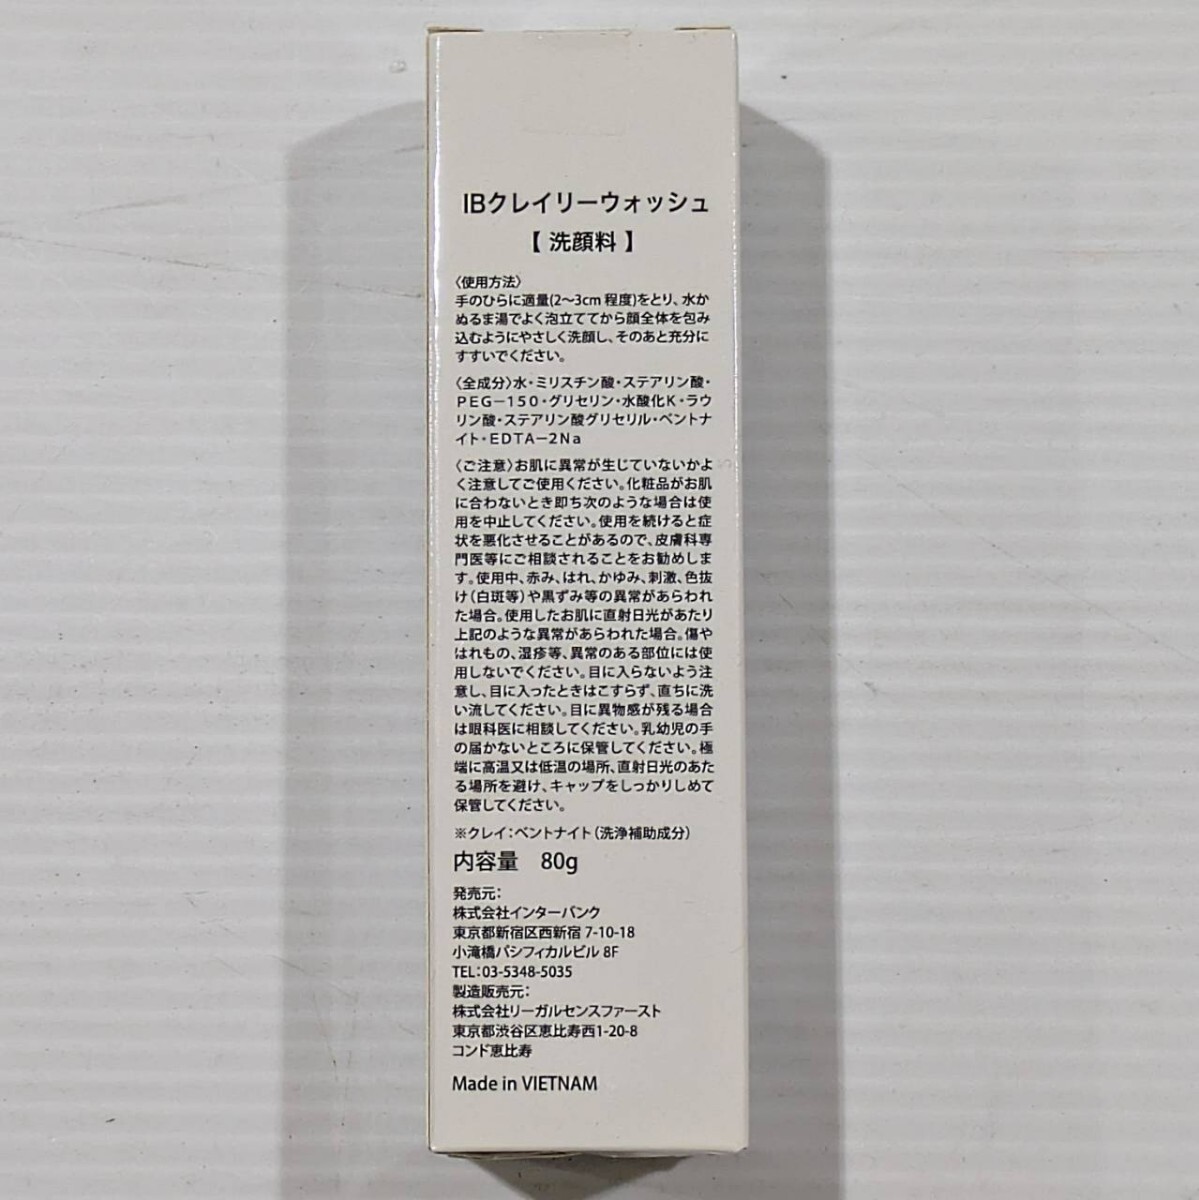 IBクレイリーウォッシュ
【 洗顔料 】
〈使用方法〉
手のひらに適量(2〜3cm 程度)をとり、水か
ぬるま湯でよく泡立ててから顔全体を包み
込むようにやさしく洗顔し、そのあと充分に
すすいでください。
〈全成分〉水・ミリスチン酸・ステアリン酸・
PEG－150・グリセリン・水酸化K・ラウ
リン酸・ステアリン酸グリセリル・ベントナ
イト・EDTA－2Na
〈ご注意〉お肌に異常が生じていないかよ
く注意してご使用ください。化粧品がお肌
に合わないとき即ち次のような場合は使
用を中止してください。使用を続けると症
状を悪化させることがあるので、皮膚科専
門医等にご相談されることをお勧めしま
す。使用中、赤み、はれ、かゆみ、刺激、色抜
け（白斑等）や黒ずみ等の異常があらわれ
た場合。使用したお肌に直射日光があたり
上記のような異常があらわれた場合。傷や
はれもの、湿疹等、異常のある部位には使
用しないでください。目に入らないよう注
意し、目に入ったときはこすらず、直ちに洗
い流してください。目に異物感が残る場合
は眼科医に相談してください。乳幼児の手
の届かないところに保管してください。極
端に高温又は低温の場所、直射日光のあた
る場所を避け、キャップをしっかりしめて
保管してください。
※クレイ：ベントナイト（洗浄補助成分）
内容量 80g
発売元：
株式会社インターバンク
東京都新宿区西新宿 7-10-18
小滝橋パシフィカルビル 8F
TEL：03-5348-5035
製造販売元：
株式会社リーガルセンスファースト
東京都渋谷区恵比寿西1-20-8
コンド恵比寿
Made in VIETNAM